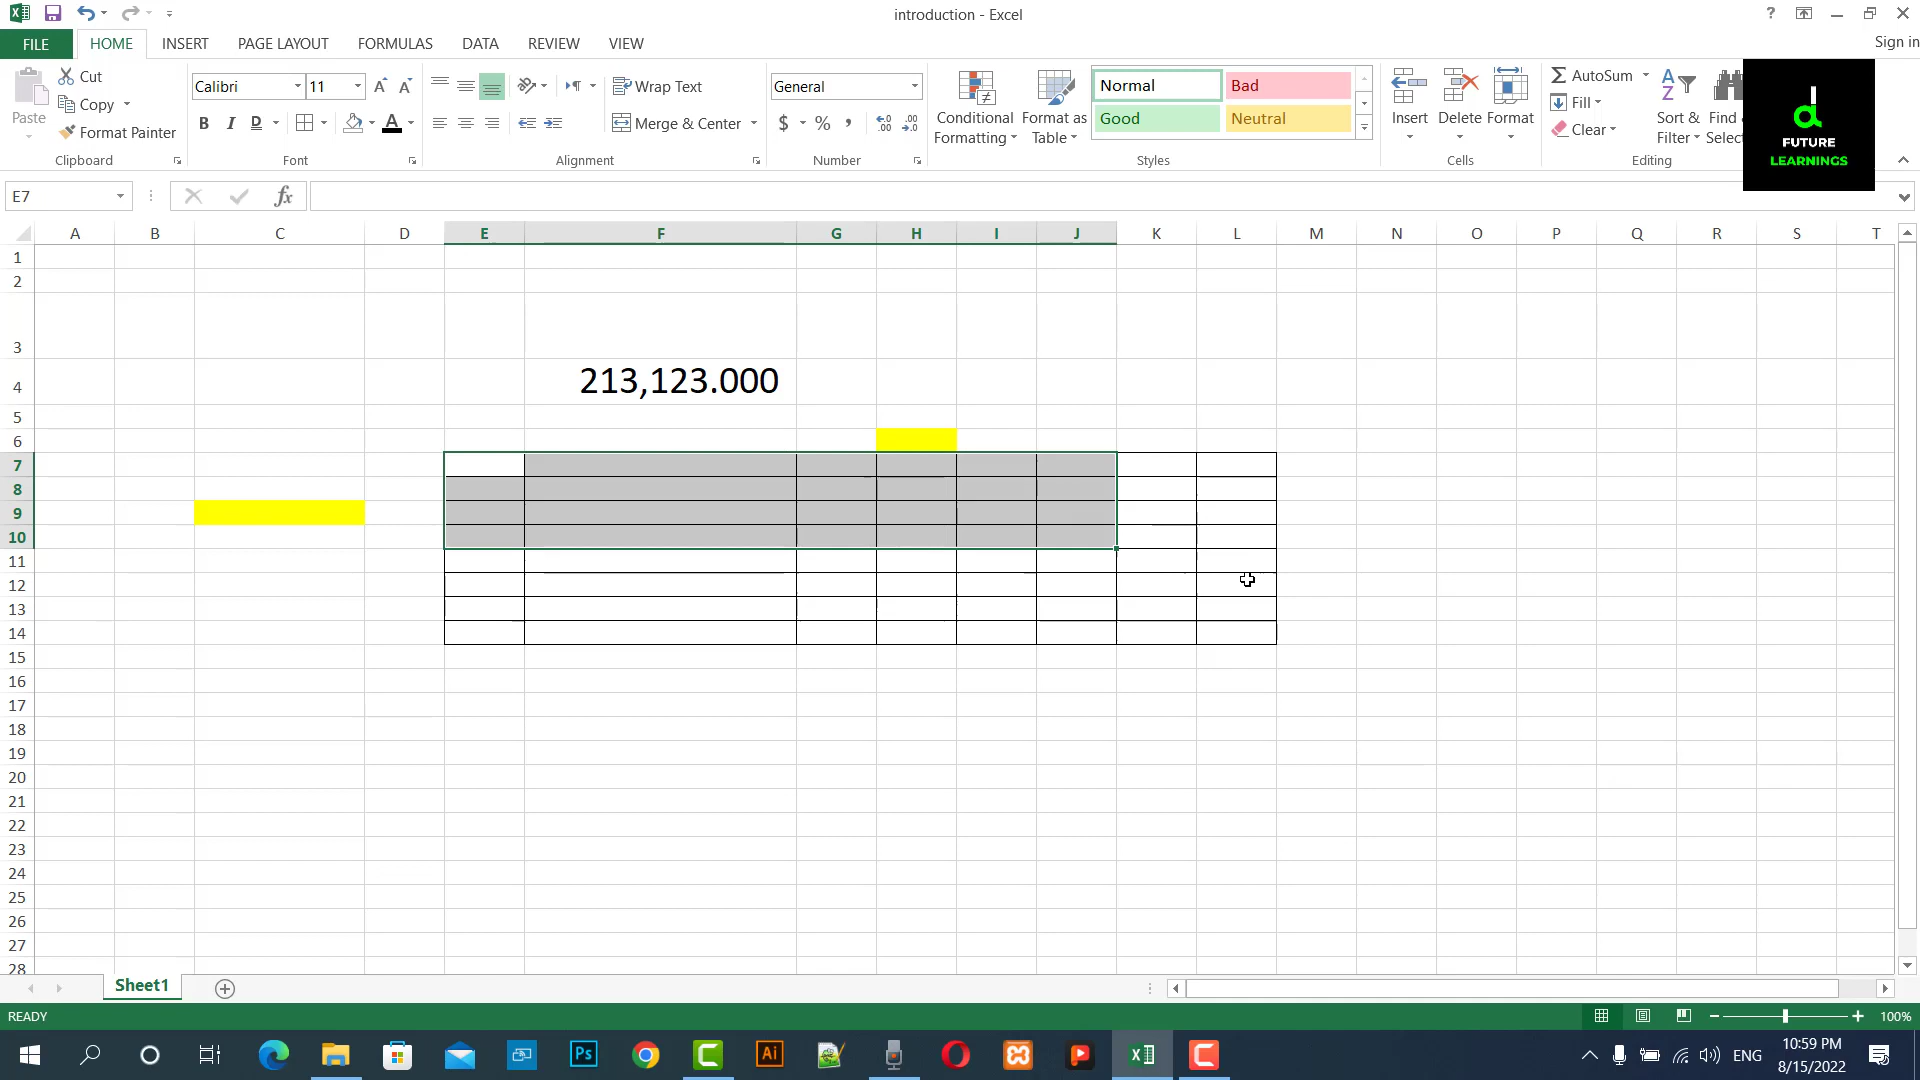 introduction - Excel
?
Sign in
FILE HOME INSERT PAGE LAYOUT FORMULAS DATA REVIEW VIEW
Paste
Cut
Copy
Format Painter
Clipboard
Calibri 11
B I D A
Font
Wrap Text
Merge & Center
Alignment
General
$ % ,
Number
Conditional
Formatting
Format as
Table
Normal Bad
Good Neutral
Styles
Insert Delete Format
Cells
AutoSum
Fill
Clear
Sort &
Filter
Find
Selec
Editing
d
FUTURE
LEARNINGS
E7 fx
A B C D E F G H I J K L M N O P Q R S T
1
2
3
4 213,123.000
5
6
7
8
9
10
11
12
13
14
15
16
17
18
19
20
21
22
23
24
25
26
27
28
Sheet1
READY
100%
Ps Ai
ENG
10:59 PM
8/15/2022